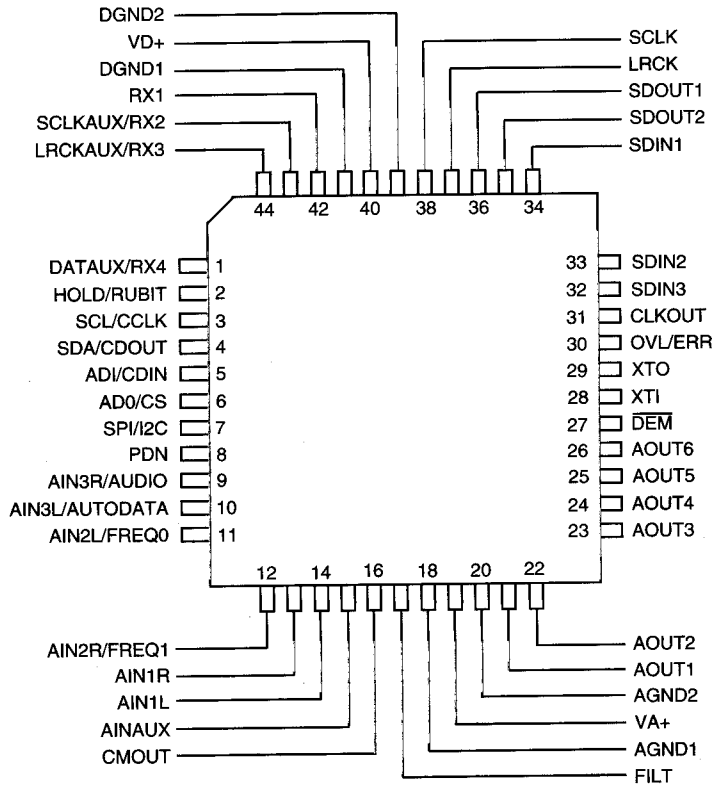 DGND2
VD+
DGND1
RX1
SCLKAUX/RX2
LRCKAUX/RX3
SCLK
LRCK
SDOUT1
SDOUT2
SDIN1
44 42 40 38 36 34
DATAUX/RX4 1
HOLD/RUBIT 2
SCL/CCLK 3
SDA/CDOUT 4
ADI/CDIN 5
AD0/CS 6
SPI/I2C 7
PDN 8
AIN3R/AUDIO 9
AIN3L/AUTODATA 10
AIN2L/FREQ0 11
33 SDIN2
32 SDIN3
31 CLKOUT
30 OVL/ERR
29 XTO
28 XTI
27 DEM
26 AOUT6
25 AOUT5
24 AOUT4
23 AOUT3
12 14 16 18 20 22
AIN2R/FREQ1
AIN1R
AIN1L
AINAUX
CMOUT
AOUT2
AOUT1
AGND2
VA+
AGND1
FILT